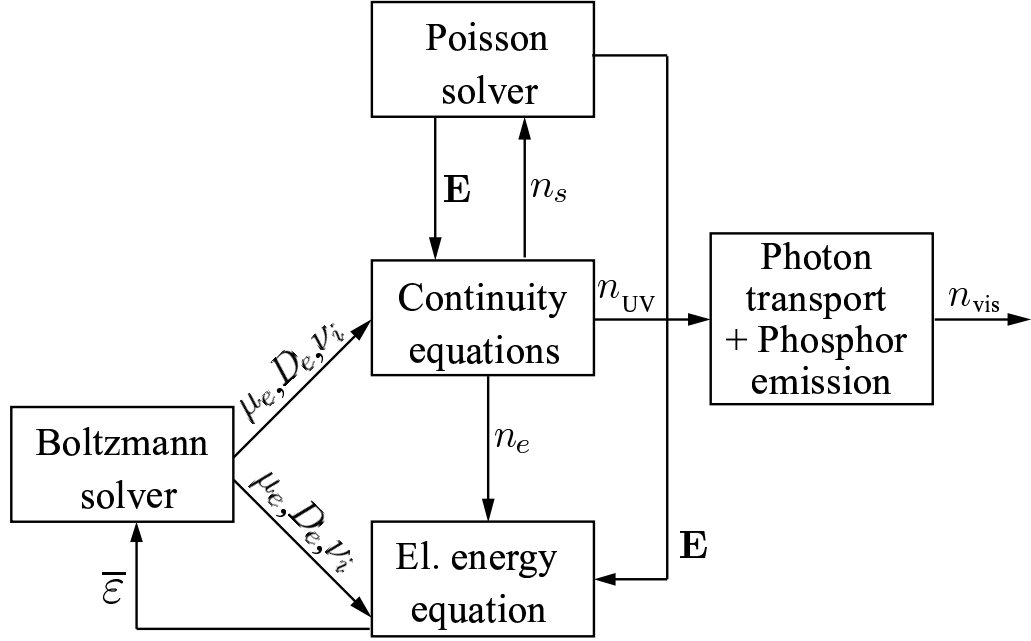 Poisson
solver
E
n_s
Continuity
equations
n_UV
Photon
transport
+ Phosphor
emission
n_vis
μ_e,D_e,ν_i
Boltzmann
solver
n_e
μ_e,D_e,ν_i
E
El. energy
equation
ε̅